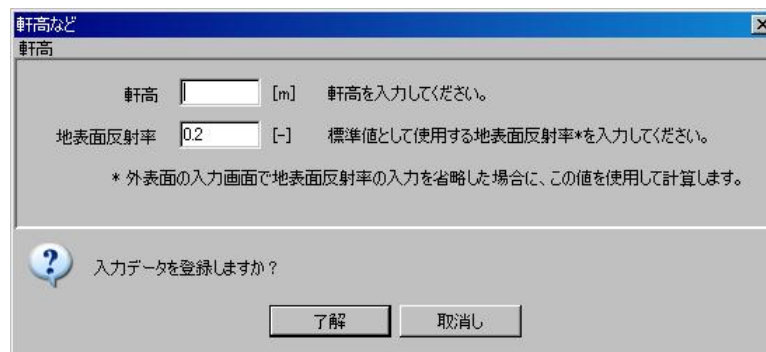 軒高など
軒高
軒高 [m] 軒高を入力してください。
地表面反射率 0.2 [-] 標準値として使用する地表面反射率*を入力してください。
* 外表面の入力画面で地表面反射率の入力を省略した場合に、この値を使用して計算します。
入力データを登録しますか?
了解 取消し